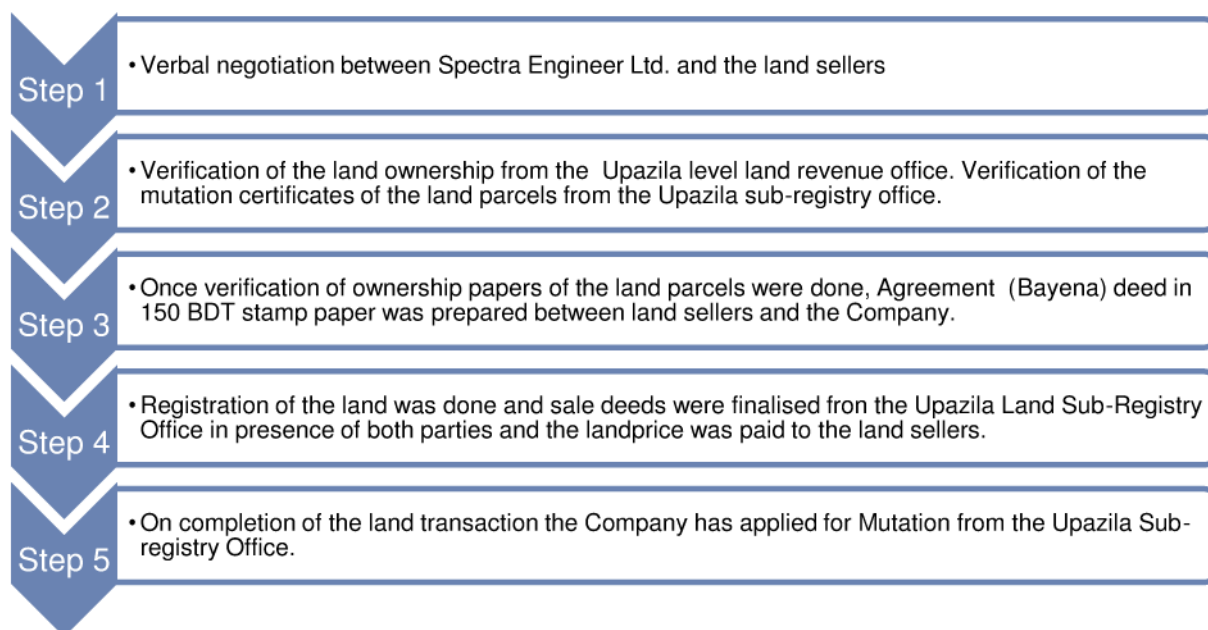 Step 1
• Verbal negotiation between Spectra Engineer Ltd. and the land sellers
Step 2
• Verification of the land ownership from the Upazila level land revenue office. Verification of the
mutation certificates of the land parcels from the Upazila sub-registry office.
Step 3
• Once verification of ownership papers of the land parcels were done, Agreement (Bayena) deed in
150 BDT stamp paper was prepared between land sellers and the Company.
Step 4
• Registration of the land was done and sale deeds were finalised fron the Upazila Land Sub-Registry
Office in presence of both parties and the landprice was paid to the land sellers.
Step 5
• On completion of the land transaction the Company has applied for Mutation from the Upazila Sub-
registry Office.